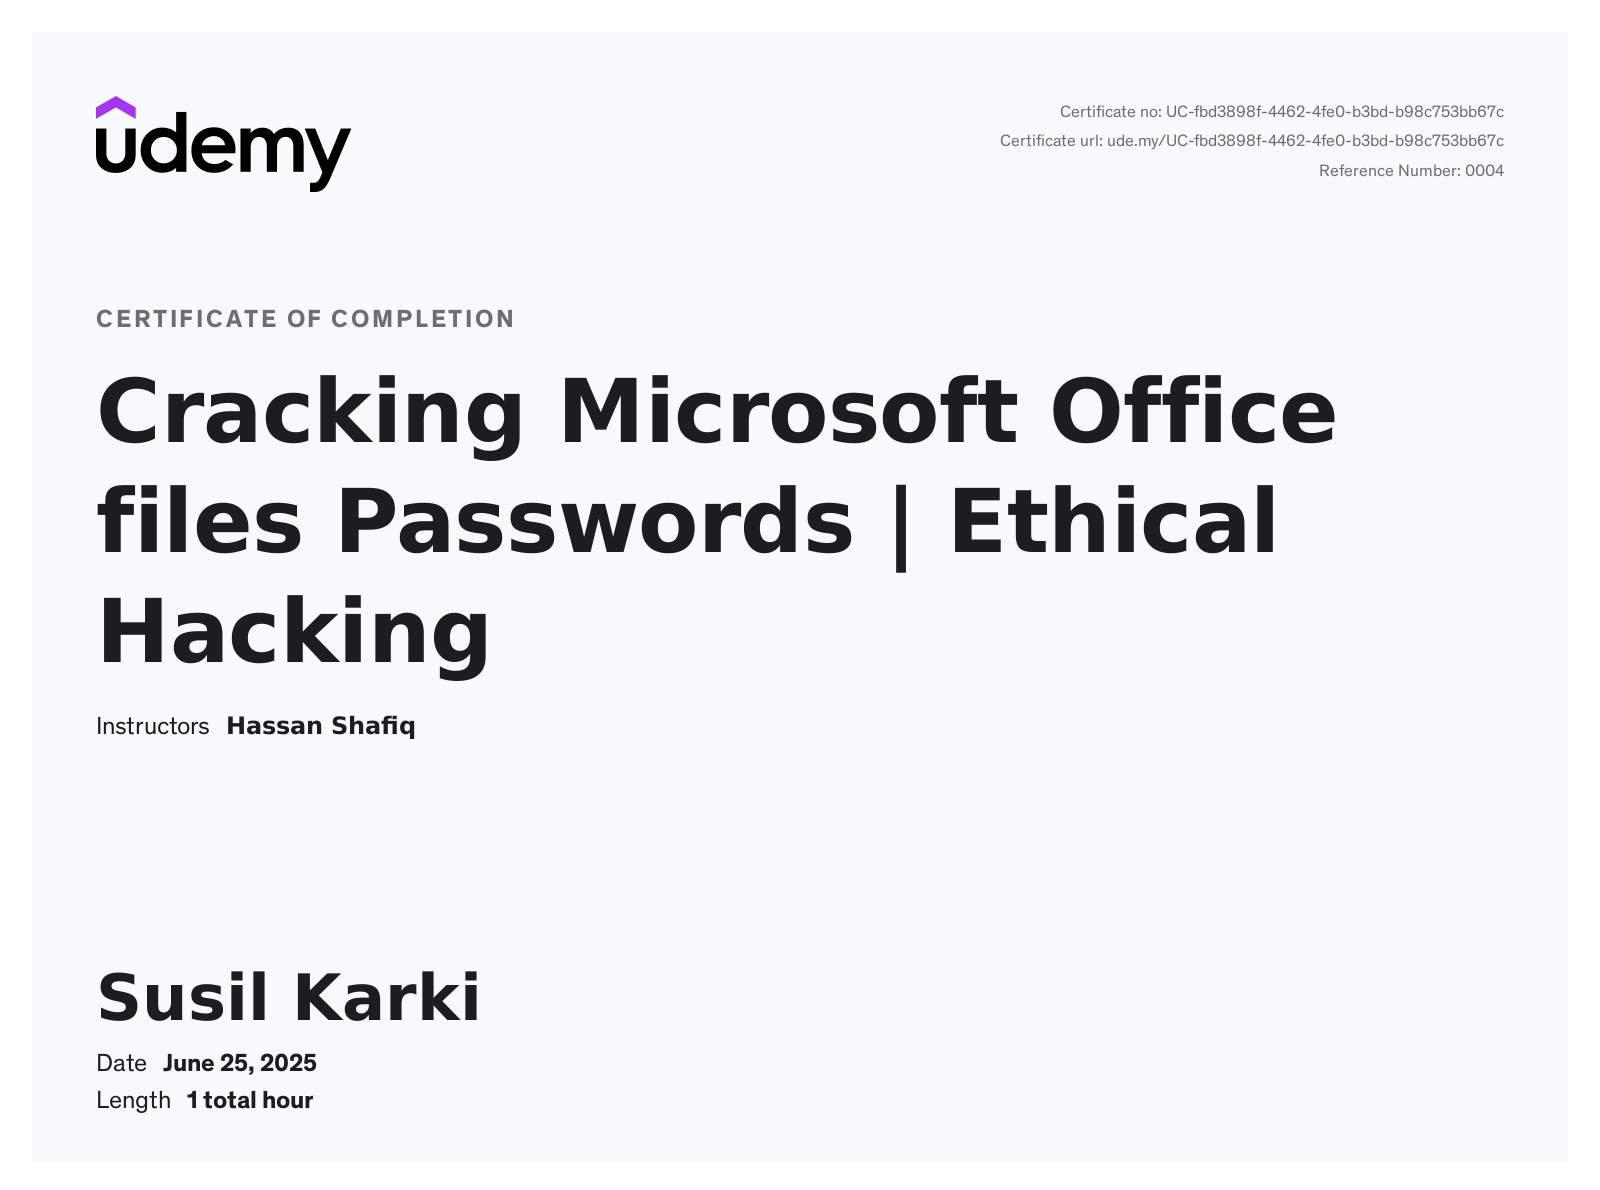 udemy
Certificate no: UC-fbd3898f-4462-4fe0-b3bd-b98c753bb67c
Certificate url: ude.my/UC-fbd3898f-4462-4fe0-b3bd-b98c753bb67c
Reference Number: 0004
CERTIFICATE OF COMPLETION
Cracking Microsoft Office
files Passwords | Ethical
Hacking
Instructors Hassan Shafiq
Susil Karki
Date June 25, 2025
Length 1 total hour